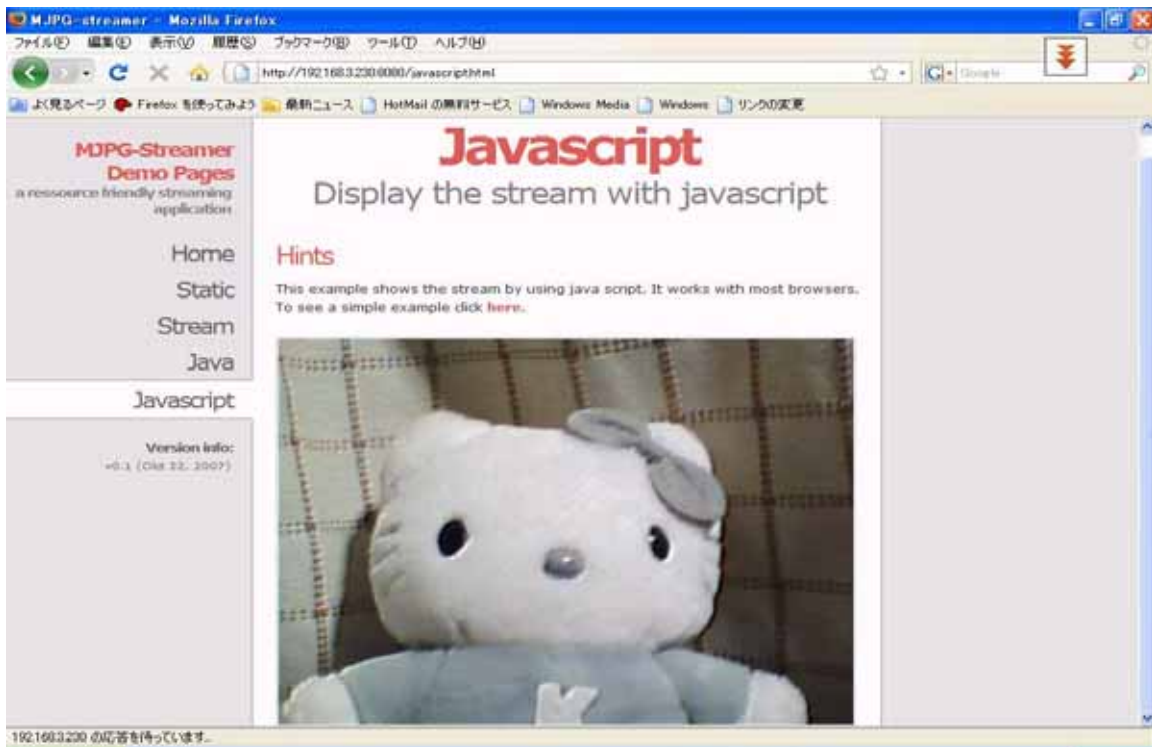 MJPG-streamer - Mozilla Firefox
ファイル(F) 編集(E) 表示(V) 履歴(S) ブックマーク(B) ツール(T) ヘルプ(H)
http://192.168.3.230:8080/javascript.html
Google
よく見るページ Firefox を使ってみよう 最新ニュース HotMail の無料サービス Windows Media Windows リンクの変更
MJPG-Streamer
Demo Pages
a ressource friendly streaming
application
Home
Static
Stream
Java
Javascript
Version info:
v0.1 (Okt 22, 2007)
Javascript
Display the stream with javascript
Hints
This example shows the stream by using java script. It works with most browsers.
To see a simple example click here.
K
192.168.3.230 の応答を待っています...